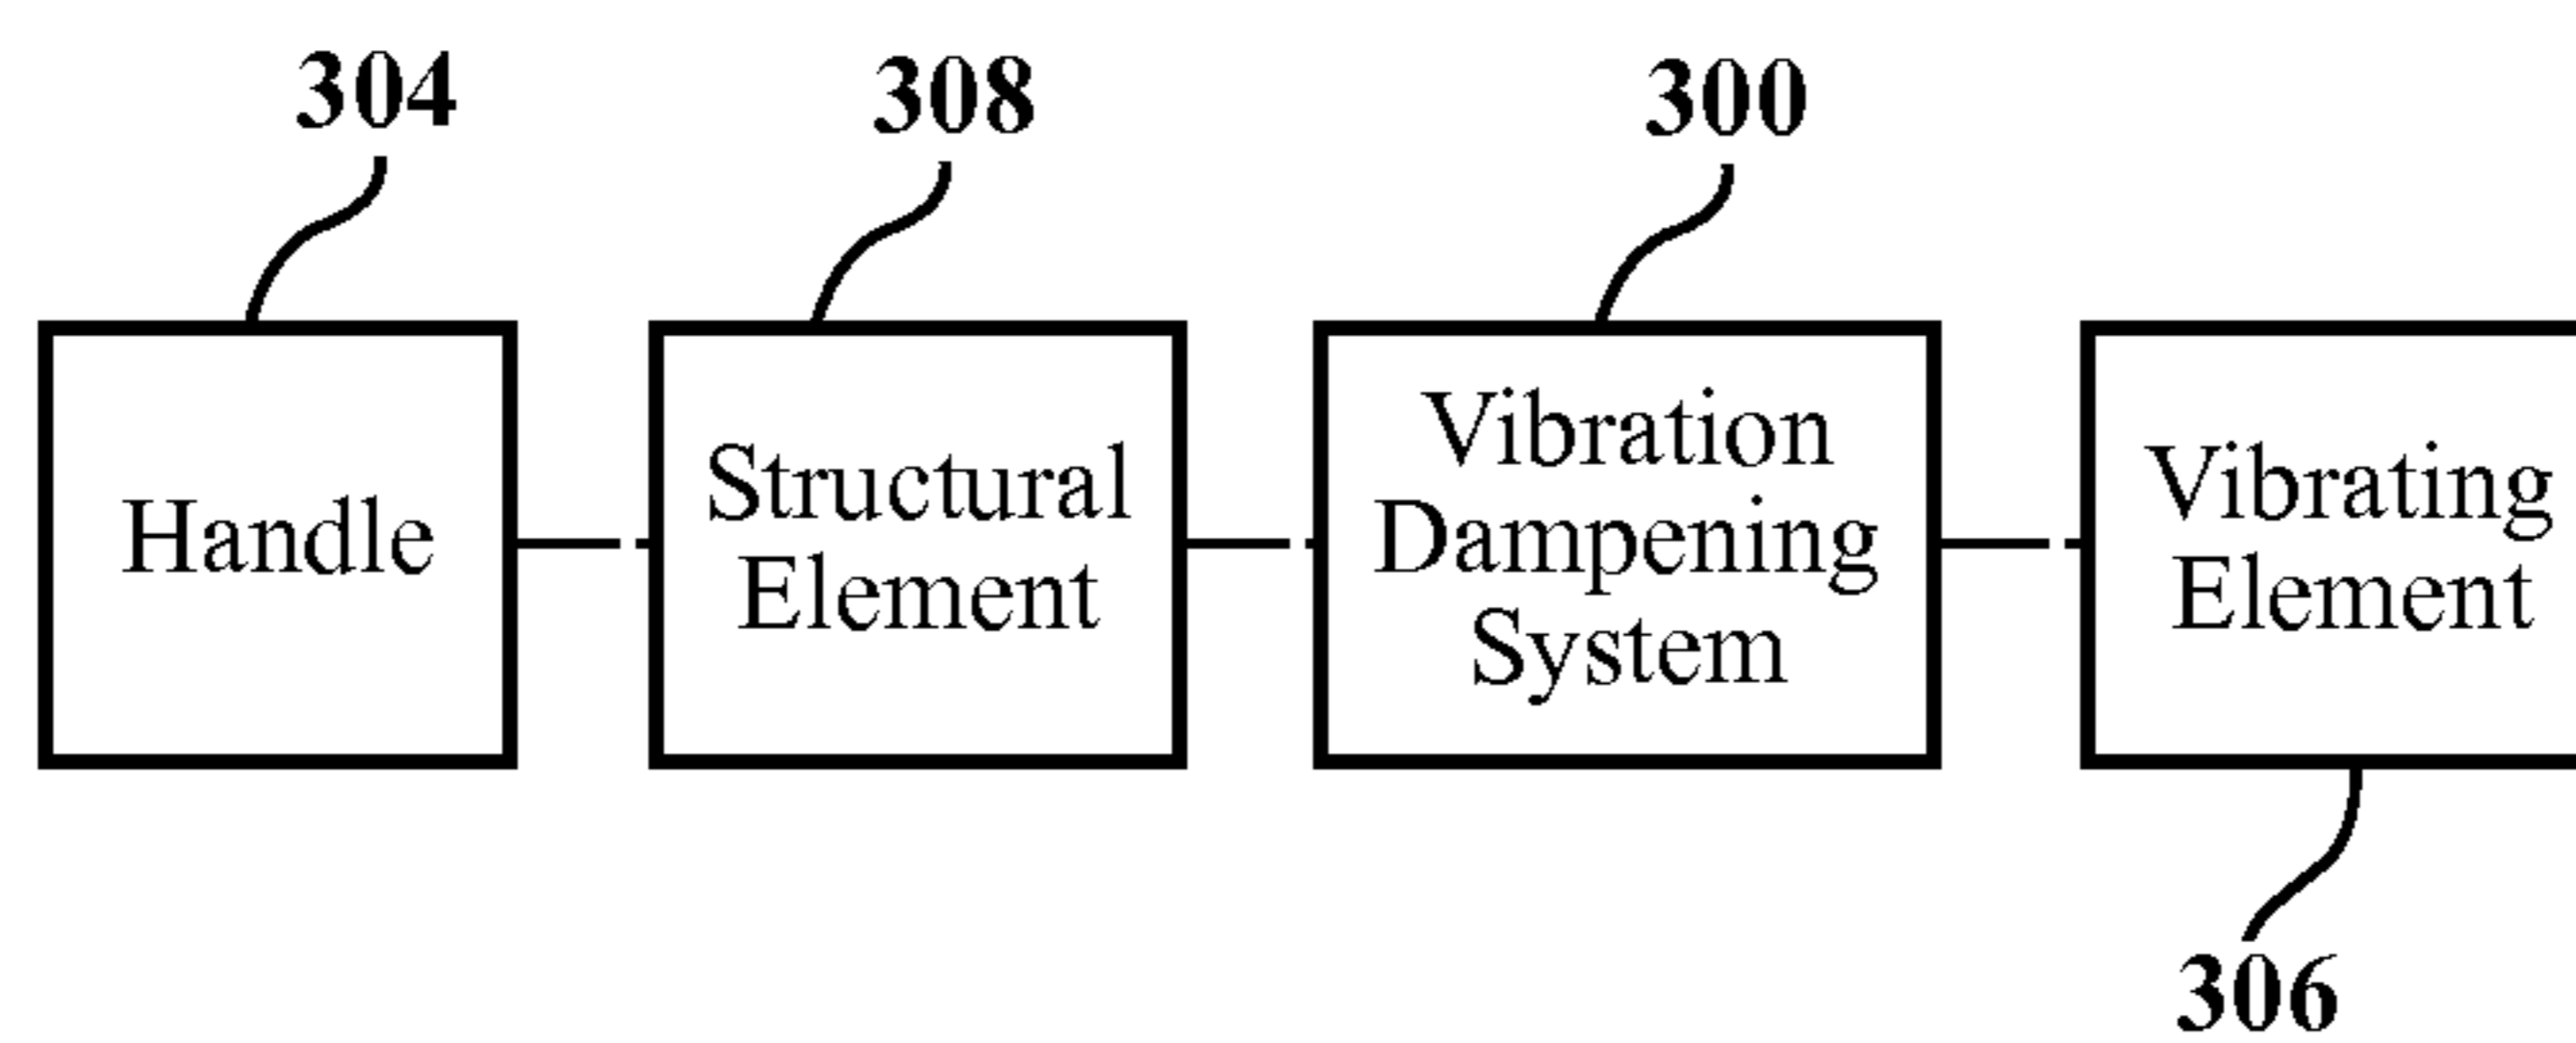 304
308
300
Handle
Structural
Element
Vibration
Dampening
System
Vibrating
Element
306